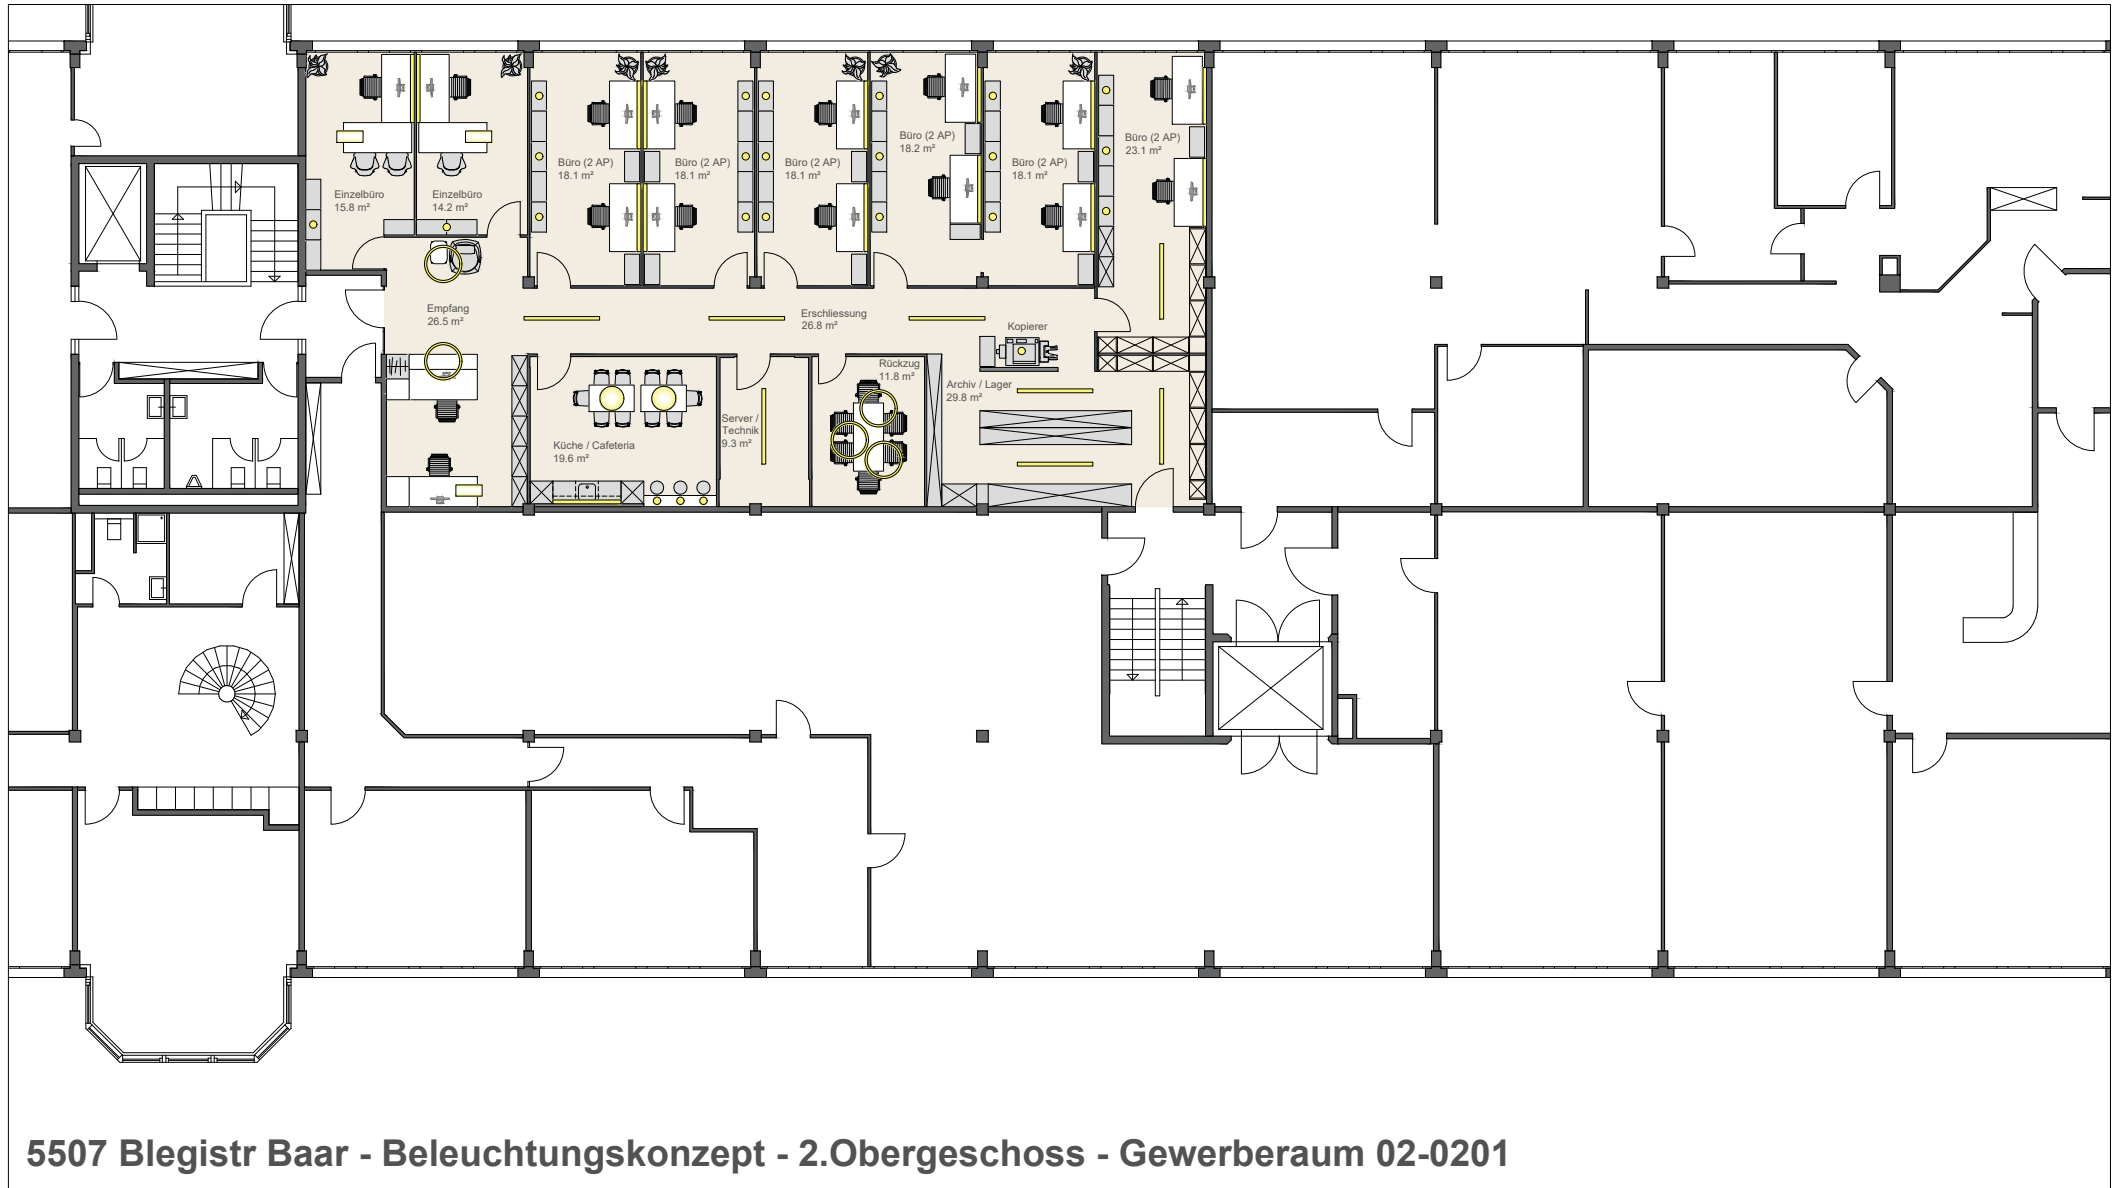 Einzelbüro
15.8 m²
Einzelbüro
14.2 m²
Büro (2 AP)
18.1 m²
Büro (2 AP)
18.1 m²
Büro (2 AP)
18.1 m²
Büro (2 AP)
18.2 m²
Büro (2 AP)
18.1 m²
Büro (2 AP)
23.1 m²
Empfang
26.5 m²
Erschliessung
26.8 m²
Kopierer
Küche / Cafeteria
19.6 m²
Server /
Technik
9.3 m²
Rückzug
11.8 m²
Archiv / Lager
29.8 m²
5507 Blegistr Baar - Beleuchtungskonzept - 2.Obergeschoss - Gewerberaum 02-0201